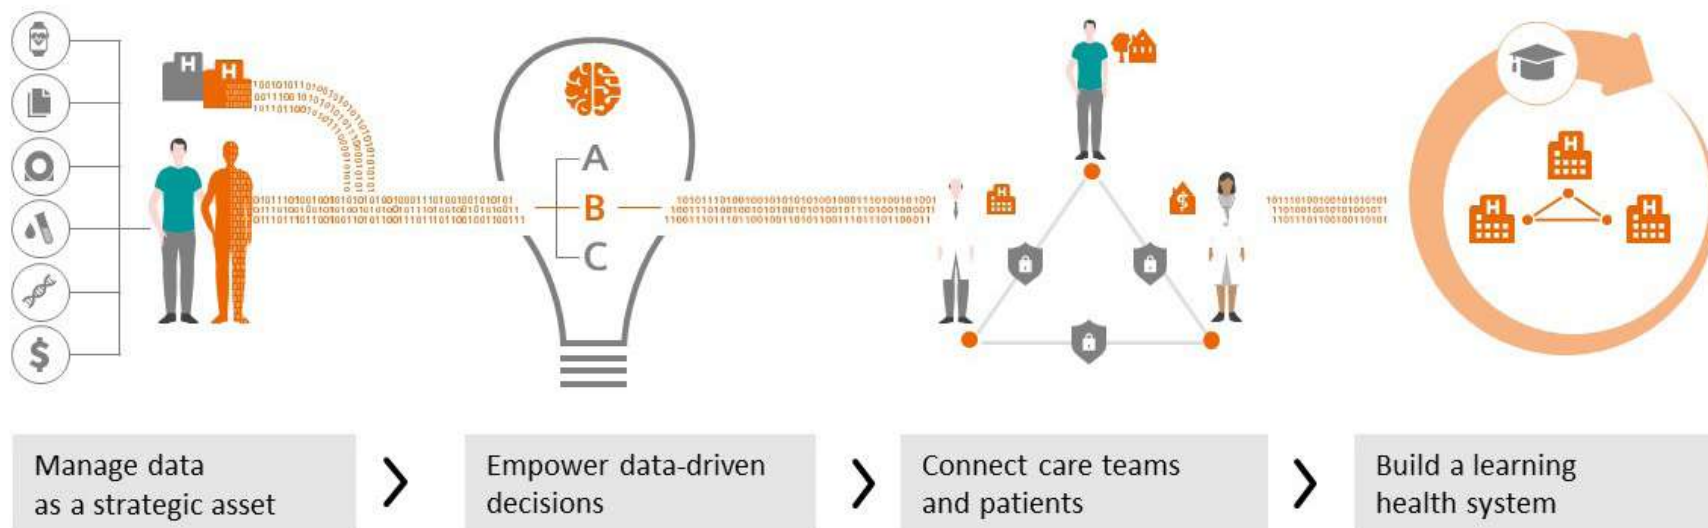 H
H
A
B
C
$
$
H
H
H
H
Manage data
as a strategic asset
Empower data-driven
decisions
Connect care teams
and patients
Build a learning
health system